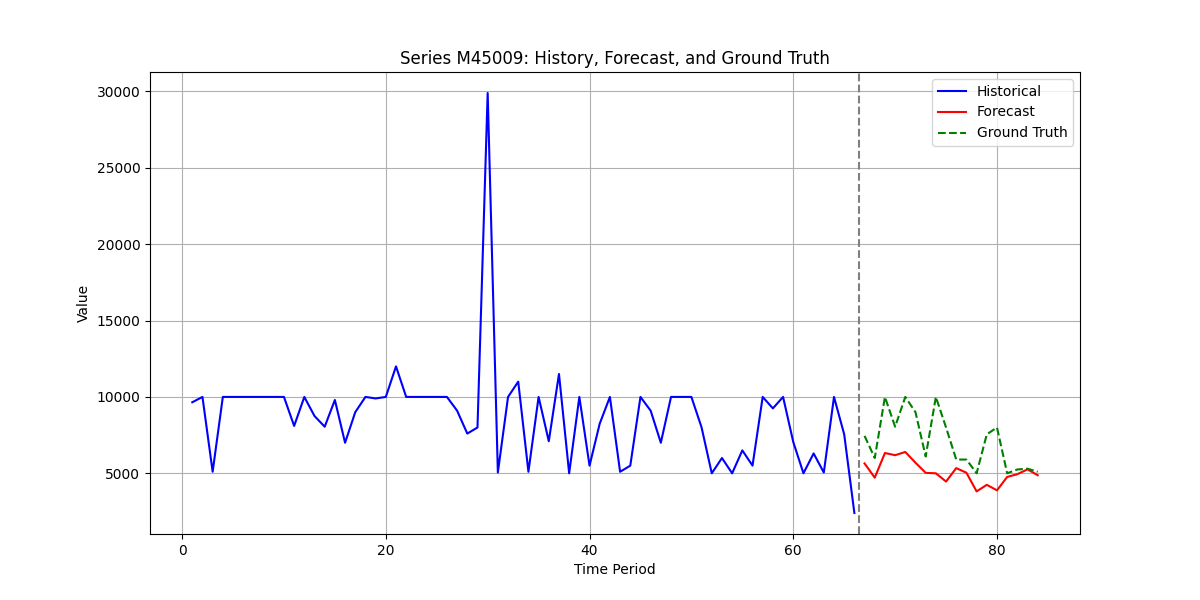 Series M45009: History, Forecast, and Ground Truth
30000
25000
20000
15000
10000
5000
Value
Historical
Forecast
Ground Truth
0
20
40
60
80
Time Period